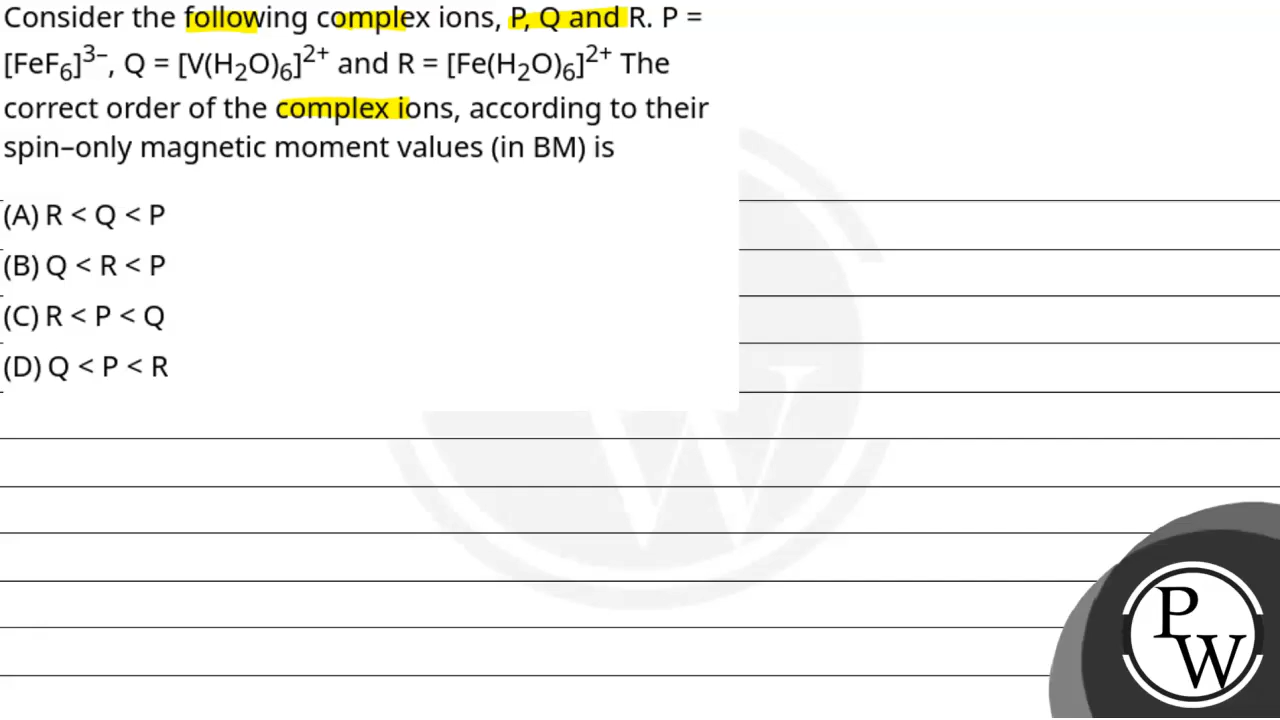 Consider the following complex ions, P, Q and R. P =
[FeF₆]³⁻, Q = [V(H₂O)₆]²⁺ and R = [Fe(H₂O)₆]²⁺ The
correct order of the complex ions, according to their
spin–only magnetic moment values (in BM) is
(A) R < Q < P
(B) Q < R < P
(C) R < P < Q
(D) Q < P < R
W
P
W